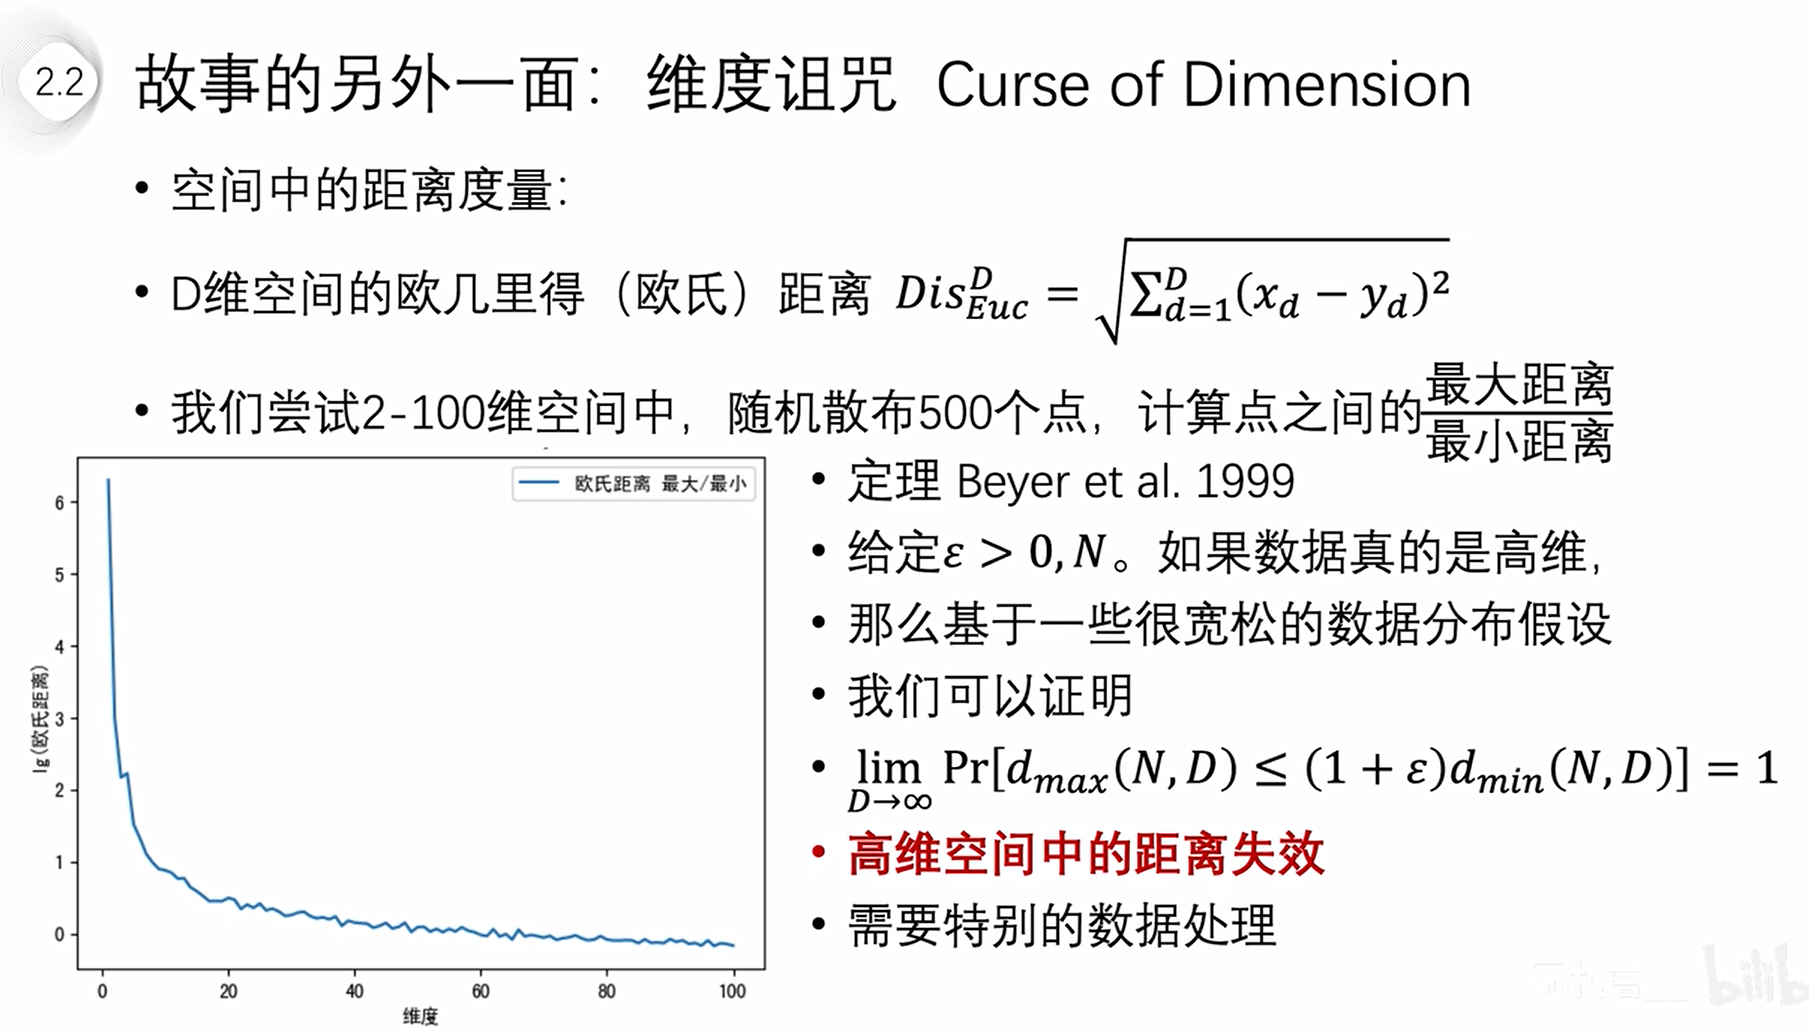 2.2
故事的另外一面：维度诅咒 Curse of Dimension
• 空间中的距离度量：
• D维空间的欧几里得（欧氏）距离 $Dis_{Euc}^{D} = \sqrt{\sum_{d=1}^{D}(x_d - y_d)^2}$
• 我们尝试2-100维空间中，随机散布500个点，计算点之间的$\frac{最大距离}{最小距离}$
欧氏距离 最大/最小
6
5
4
3
2
1
0
lg(欧氏距离)
0 20 40 60 80 100
维度
• 定理 Beyer et al. 1999
• 给定$\varepsilon > 0, N$。如果数据真的是高维，
• 那么基于一些很宽松的数据分布假设
• 我们可以证明
• $\lim_{D \to \infty} \Pr[d_{max}(N, D) \leq (1 + \varepsilon)d_{min}(N, D)] = 1$
• 高维空间中的距离失效
• 需要特别的数据处理
bilib